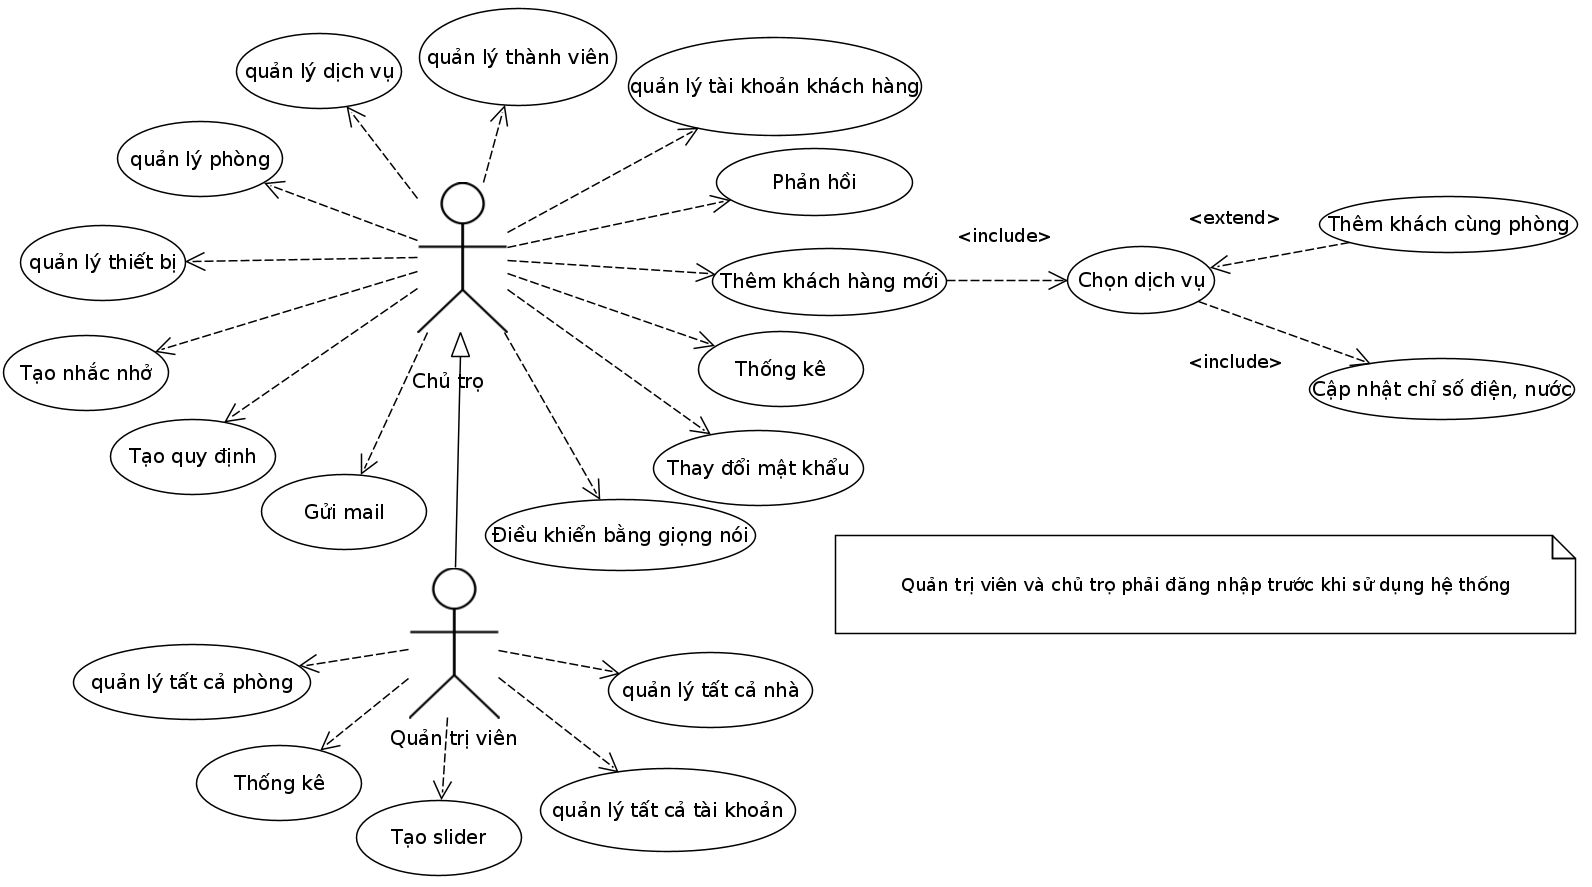 quản lý thành viên
quản lý dịch vụ
quản lý tài khoản khách hàng
quản lý phòng
Phản hồi
<extend>
Thêm khách cùng phòng
<include>
quản lý thiết bị
Thêm khách hàng mới
Chọn dịch vụ
<include>
Thống kê
Tạo nhắc nhở
Chủ trọ
Cập nhật chỉ số điện, nước
Tạo quy định
Thay đổi mật khẩu
Gửi mail
Điều khiển bằng giọng nói
Quản trị viên và chủ trọ phải đăng nhập trước khi sử dụng hệ thống
quản lý tất cả phòng
quản lý tất cả nhà
Quản trị viên
Thống kê
quản lý tất cả tài khoản
Tạo slider